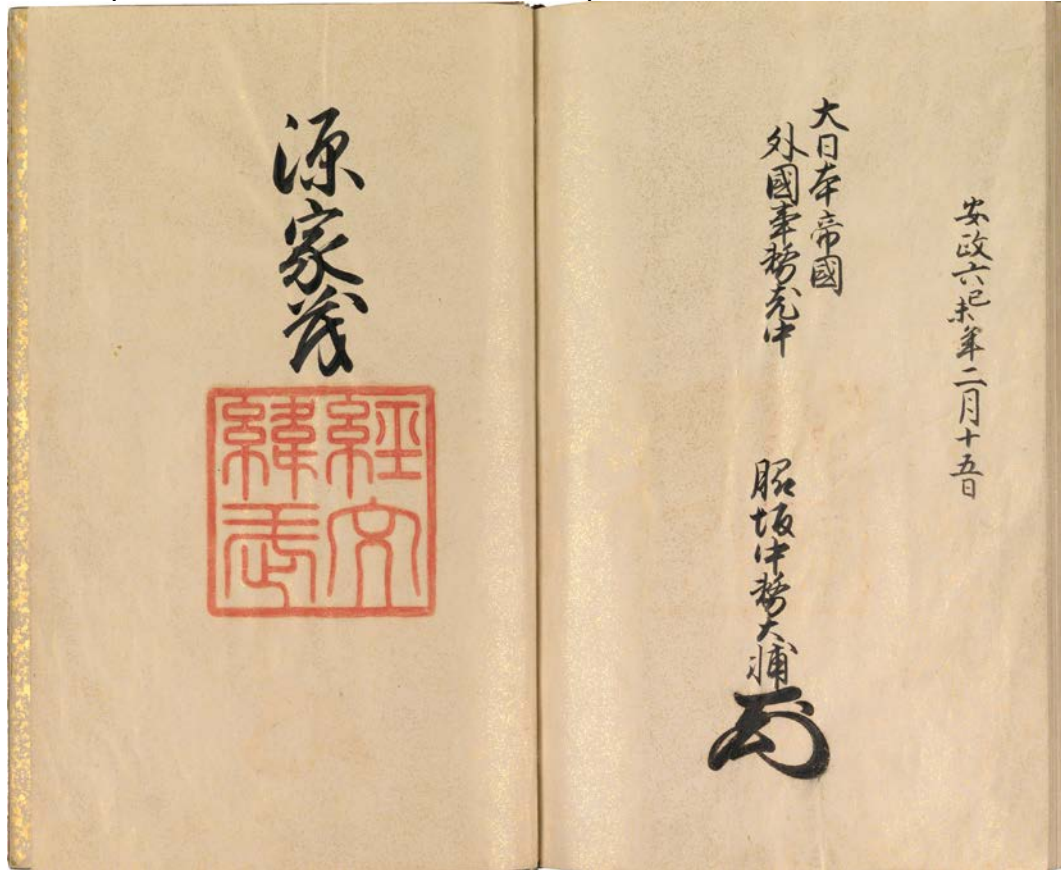 安政六己未年二月十五日
大日本帝國
外國事務老中
脇坂中務大輔
源家茂
經文
緯武